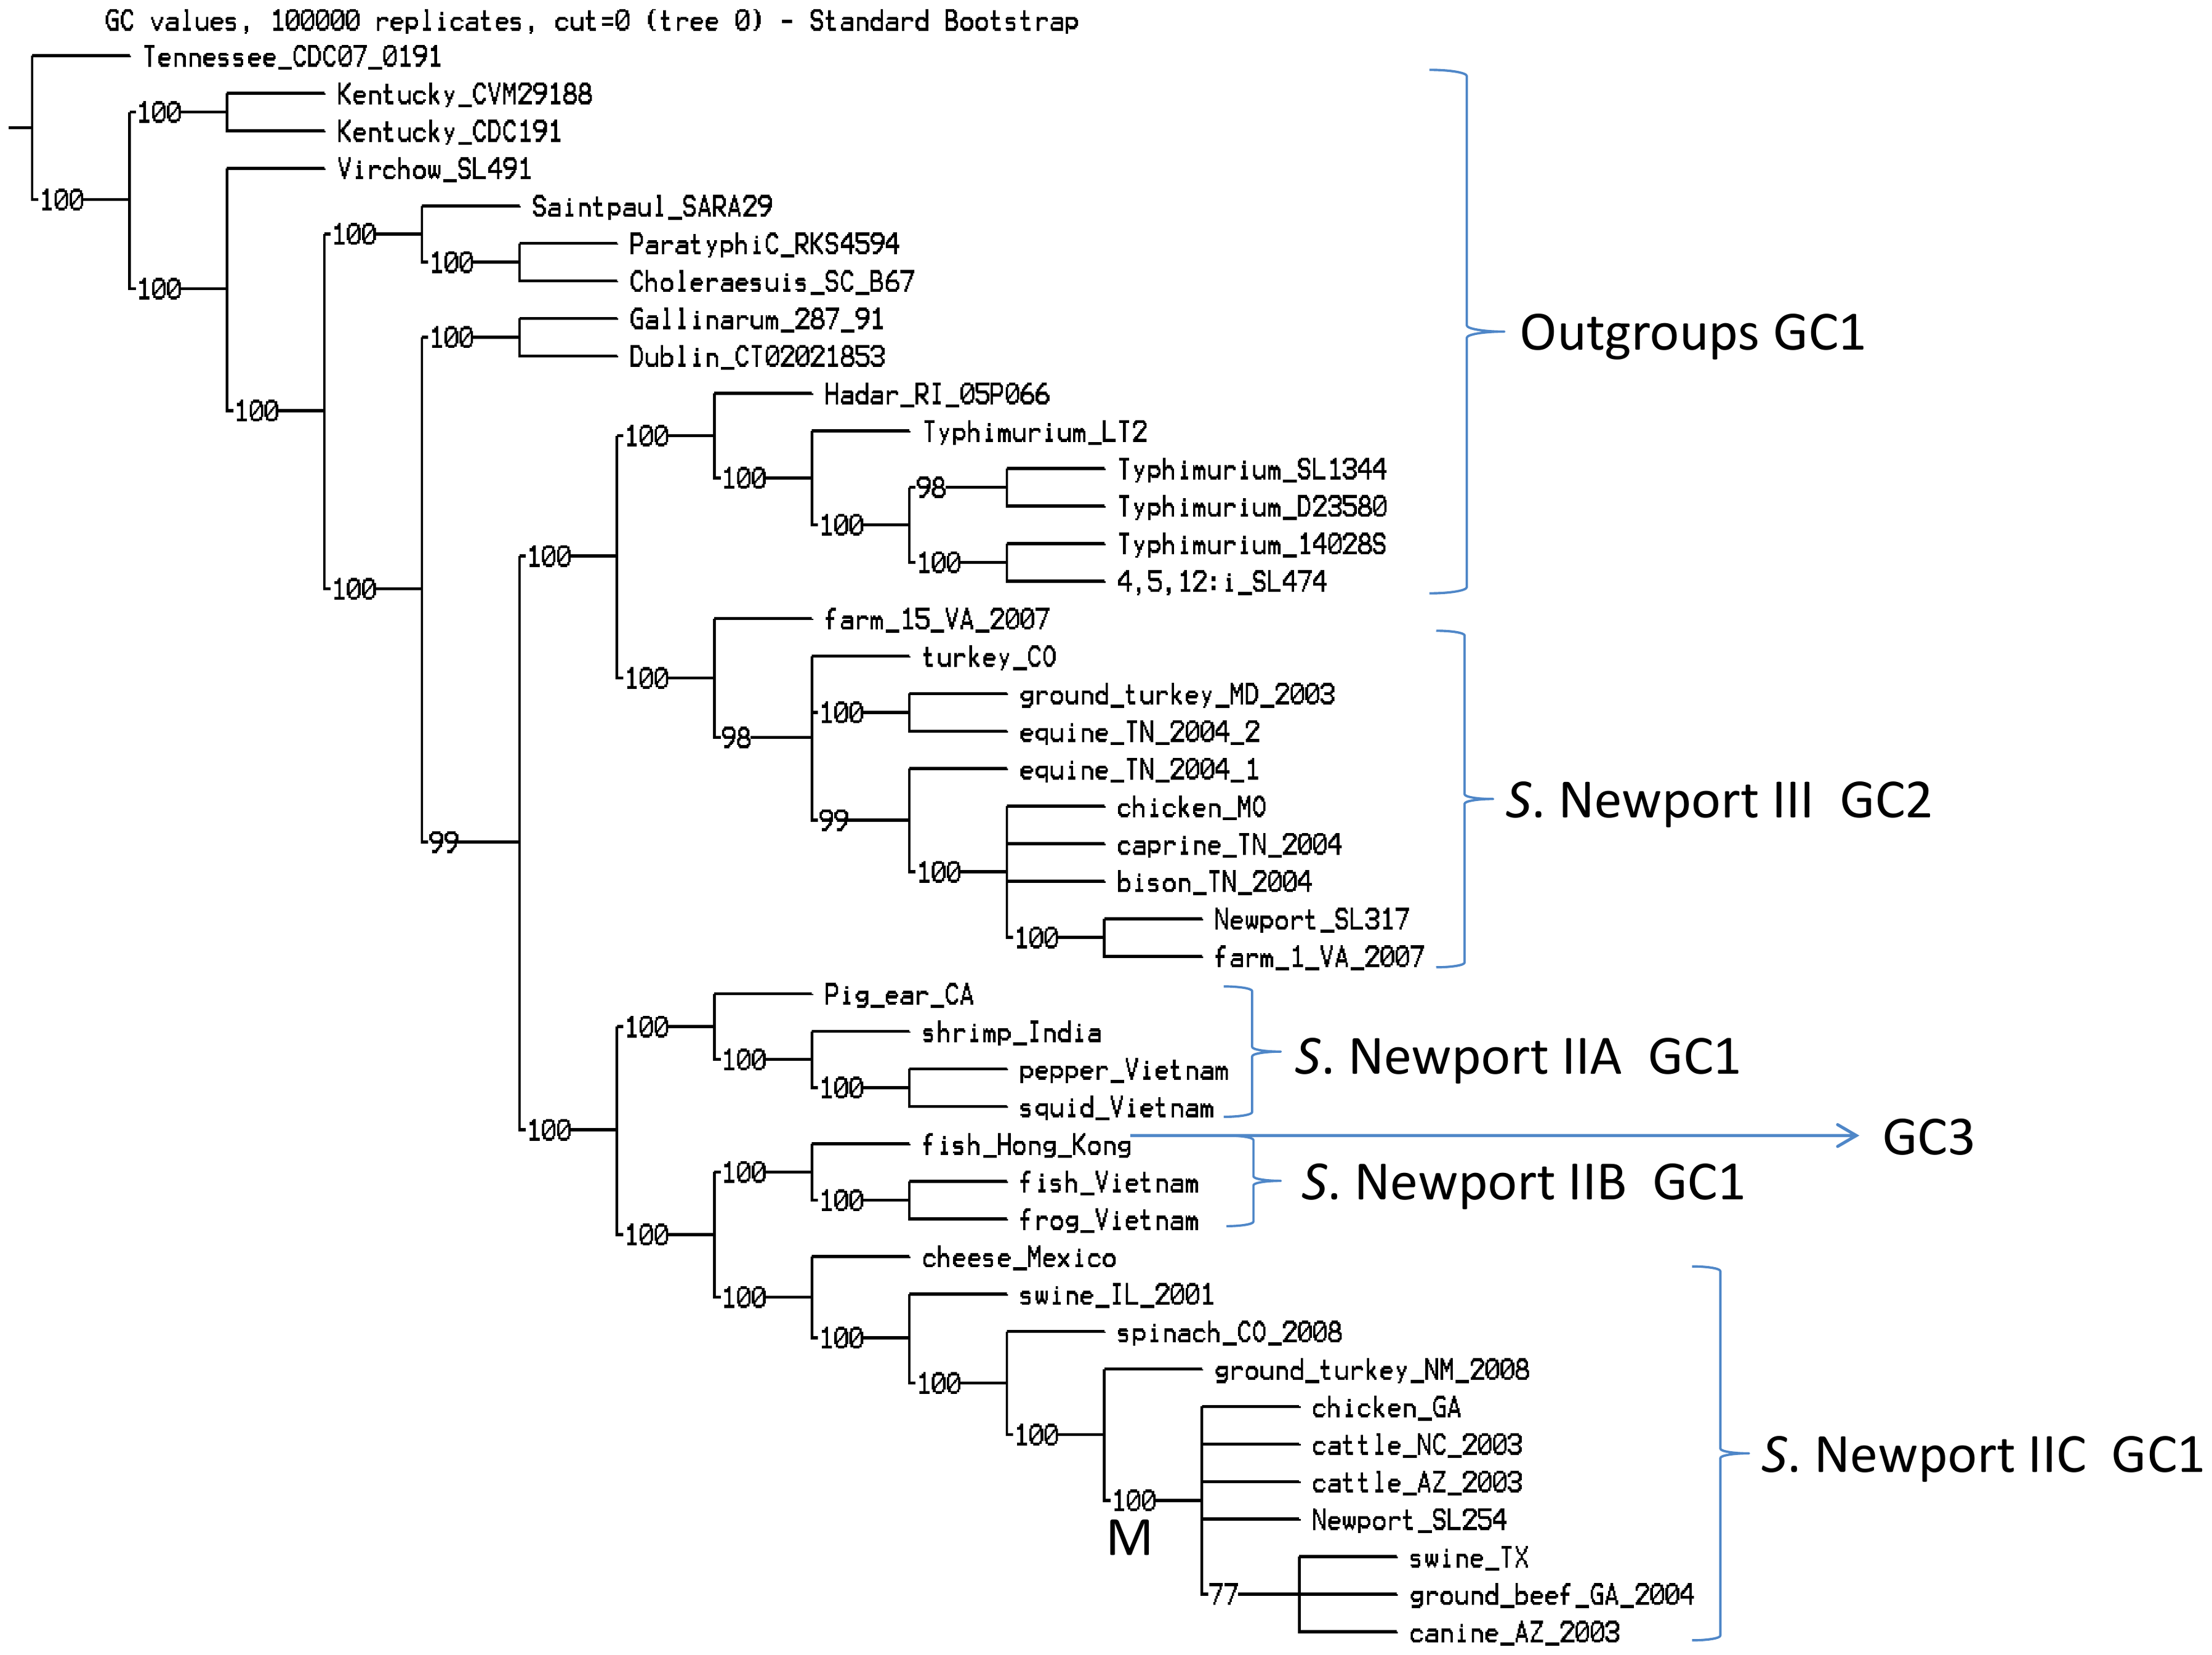 GC values, 100000 replicates, cut=0 (tree 0) - Standard Bootstrap
Tennessee_CDC07_0191
Kentucky_CVM29188
100
Kentucky_CDC191
Virchow_SL491
100
Saintpaul_SARA29
100
ParatyphiC_RKS4594
100
Choleraesuis_SC_B67
100
Gallinarum_287_91
100
Outgroups GC1
Dublin_CT02021853
Hadar_RI_05P066
100
Typhimurium_LT2
100
Typhimurium_SL1344
100
98
Typhimurium_D23580
100
Typhimurium_14028S
100
100
4,5,12:i_SL474
100
farm_15_VA_2007
turkey_CO
100
ground_turkey_MD_2003
100
equine_TN_2004_2
98
equine_TN_2004_1
S. Newport III GC2
chicken_MO
99
99
caprine_TN_2004
100
bison_TN_2004
Newport_SL317
100
farm_1_VA_2007
Pig_ear_CA
100
shrimp_India
100
S. Newport IIA GC1
pepper_Vietnam
100
squid_Vietnam
100
GC3
fish_Hong_Kong
100
fish_Vietnam
S. Newport IIB GC1
100
frog_Vietnam
100
cheese_Mexico
100
swine_IL_2001
100
spinach_CO_2008
ground_turkey_NM_2008
100
chicken_GA
100
cattle_NC_2003
S. Newport IIC GC1
cattle_AZ_2003
100
Newport_SL254
M
swine_TX
77
ground_beef_GA_2004
canine_AZ_2003